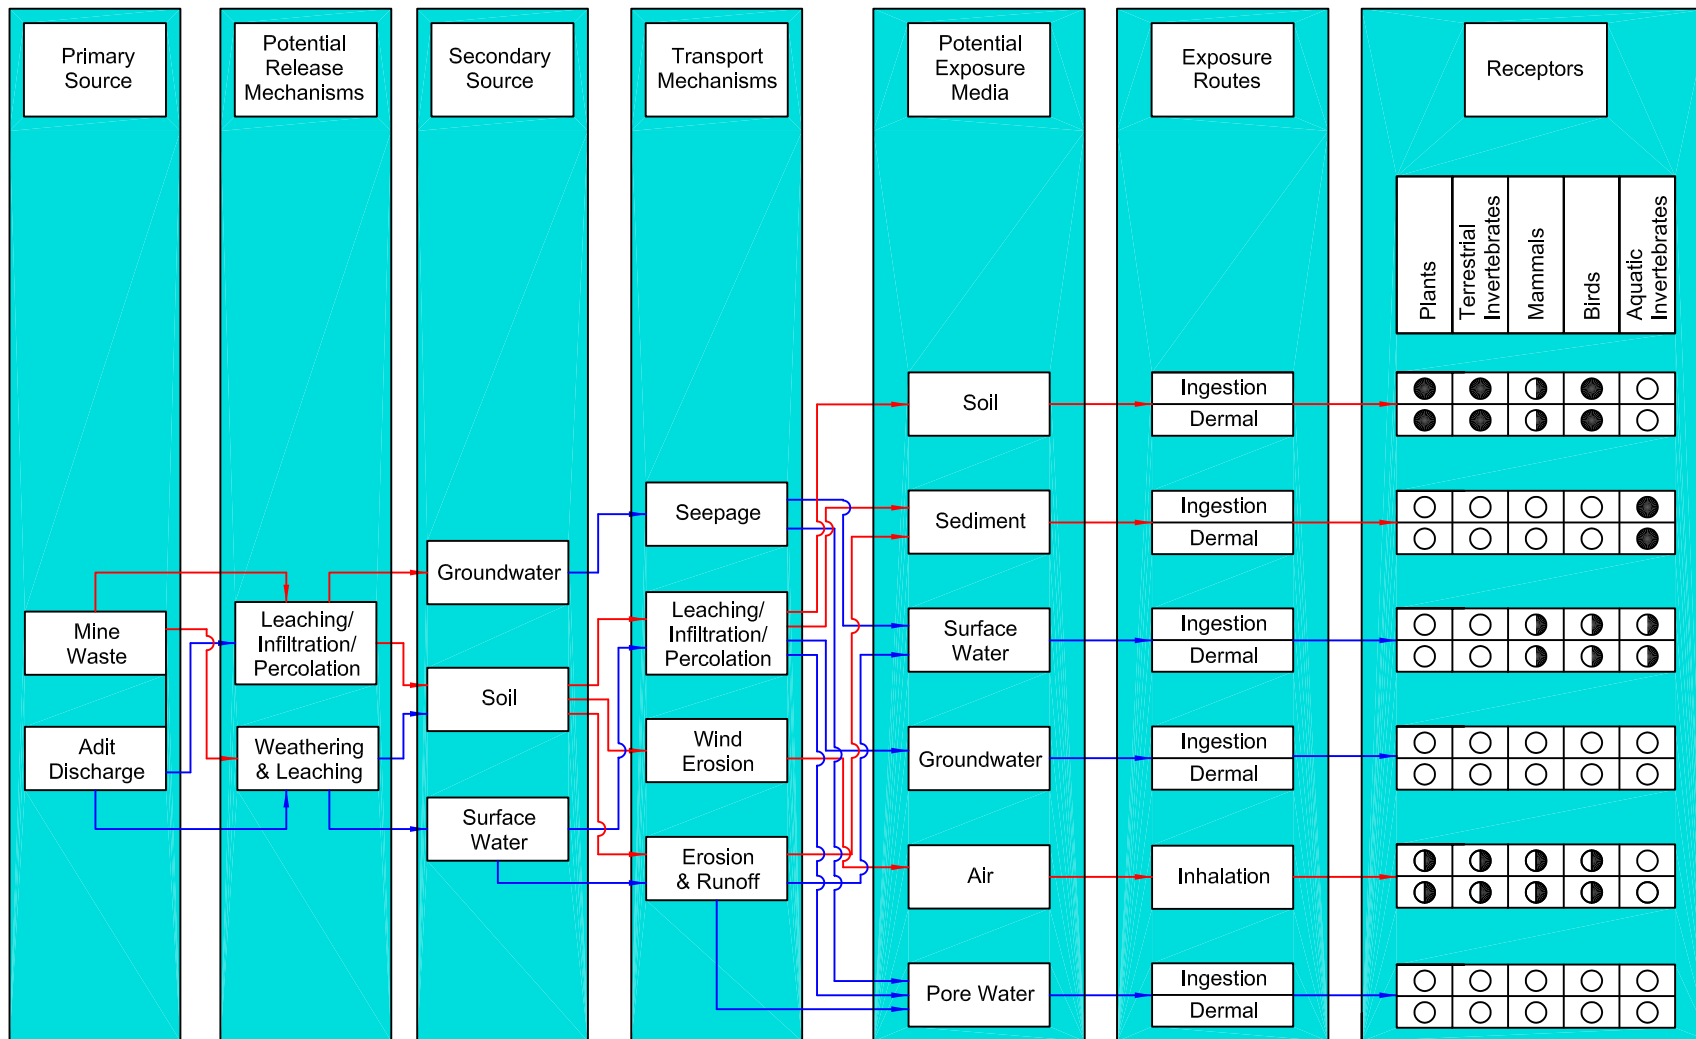 Primary
Source
Potential
Release
Mechanisms
Secondary
Source
Transport
Mechanisms
Potential
Exposure
Media
Exposure
Routes
Receptors
Plants
Terrestrial
Invertebrates
Mammals
Birds
Aquatic
Invertebrates
Mine
Waste
Adit
Discharge
Leaching/
Infiltration/
Percolation
Weathering
& Leaching
Groundwater
Soil
Surface
Water
Seepage
Leaching/
Infiltration/
Percolation
Wind
Erosion
Erosion
& Runoff
Soil
Sediment
Surface
Water
Groundwater
Air
Pore Water
Ingestion
Dermal
Ingestion
Dermal
Ingestion
Dermal
Ingestion
Dermal
Inhalation
Ingestion
Dermal